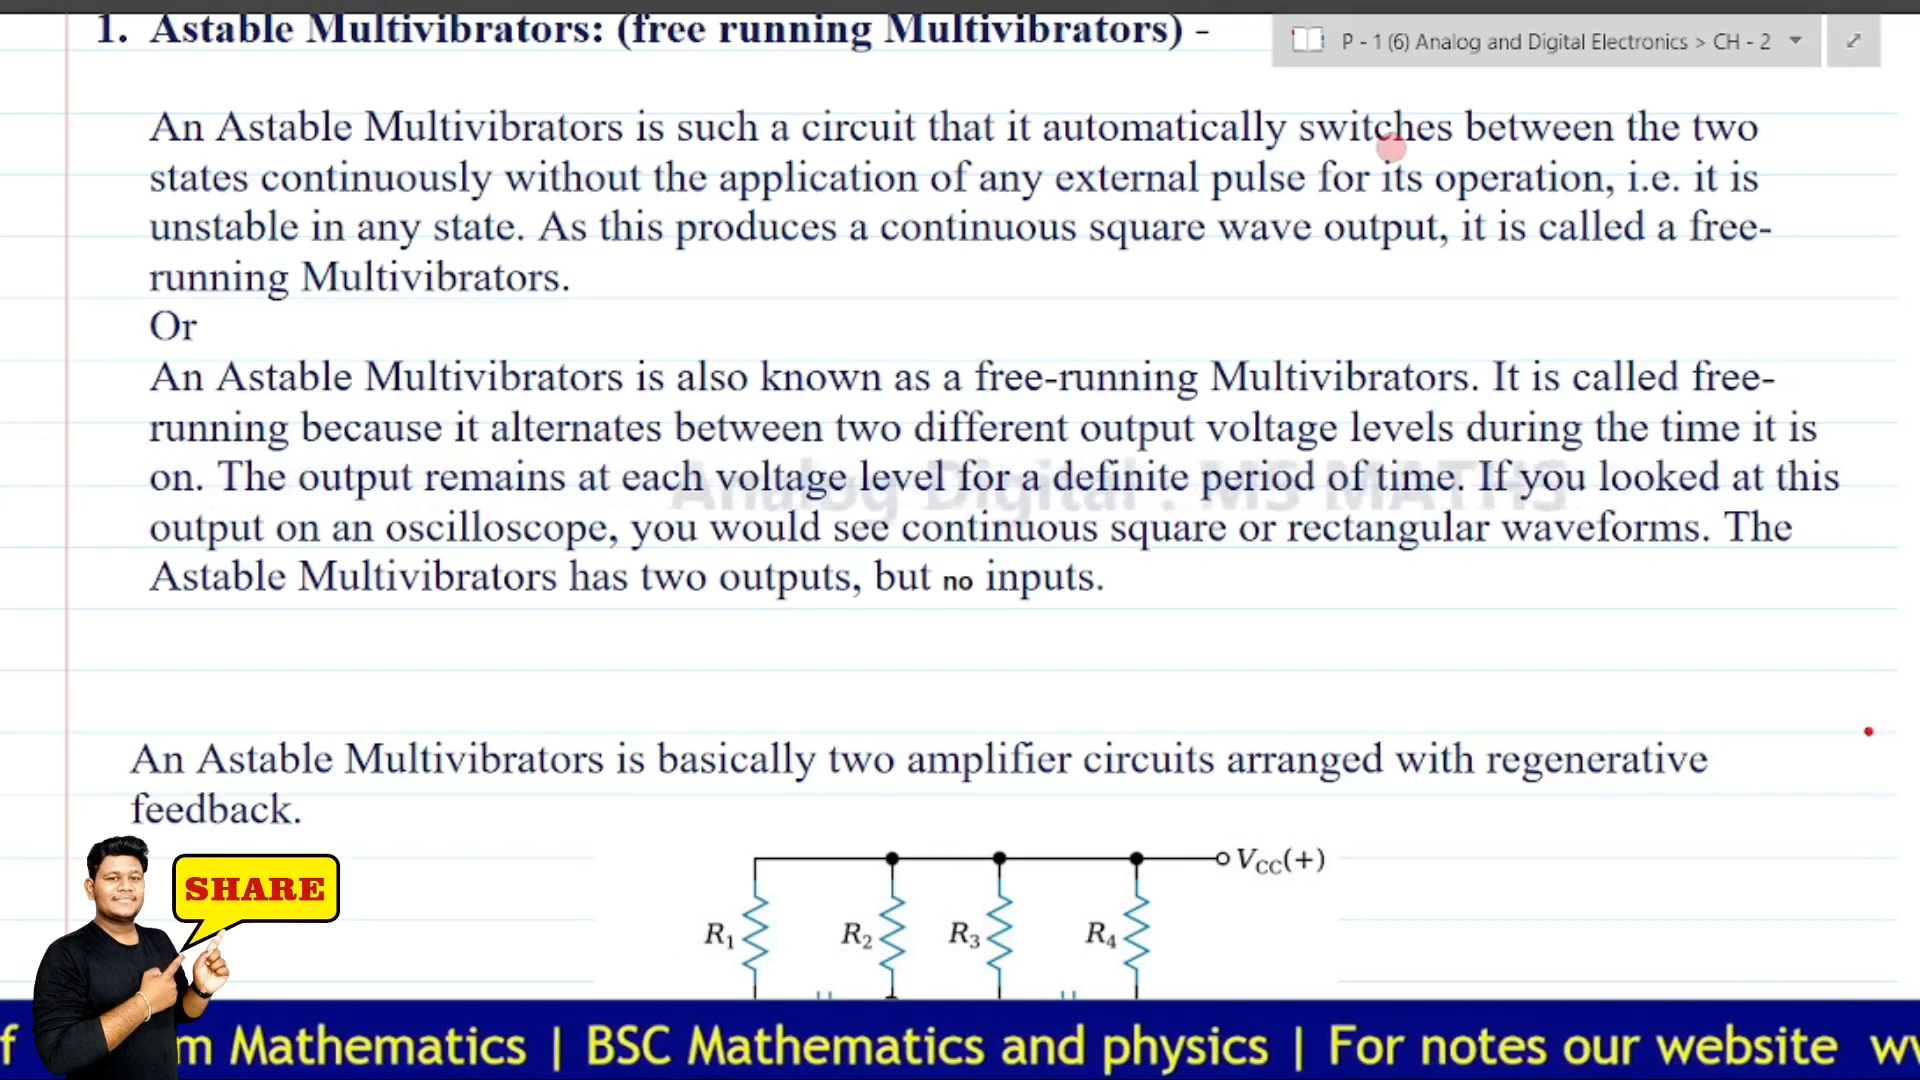 1. Astable Multivibrators: (free running Multivibrators) -
P - 1 (6) Analog and Digital Electronics > CH - 2
An Astable Multivibrators is such a circuit that it automatically switches between the two
states continuously without the application of any external pulse for its operation, i.e. it is
unstable in any state. As this produces a continuous square wave output, it is called a free-
running Multivibrators.
Or
An Astable Multivibrators is also known as a free-running Multivibrators. It is called free-
running because it alternates between two different output voltage levels during the time it is
on. The output remains at each voltage level for a definite period of time. If you looked at this
Analog Digital : MS MATHS
output on an oscilloscope, you would see continuous square or rectangular waveforms. The
Astable Multivibrators has two outputs, but no inputs.
An Astable Multivibrators is basically two amplifier circuits arranged with regenerative
feedback.
VCC(+)
SHARE
R1 R2 R3 R4
f m Mathematics | BSC Mathematics and physics | For notes our website